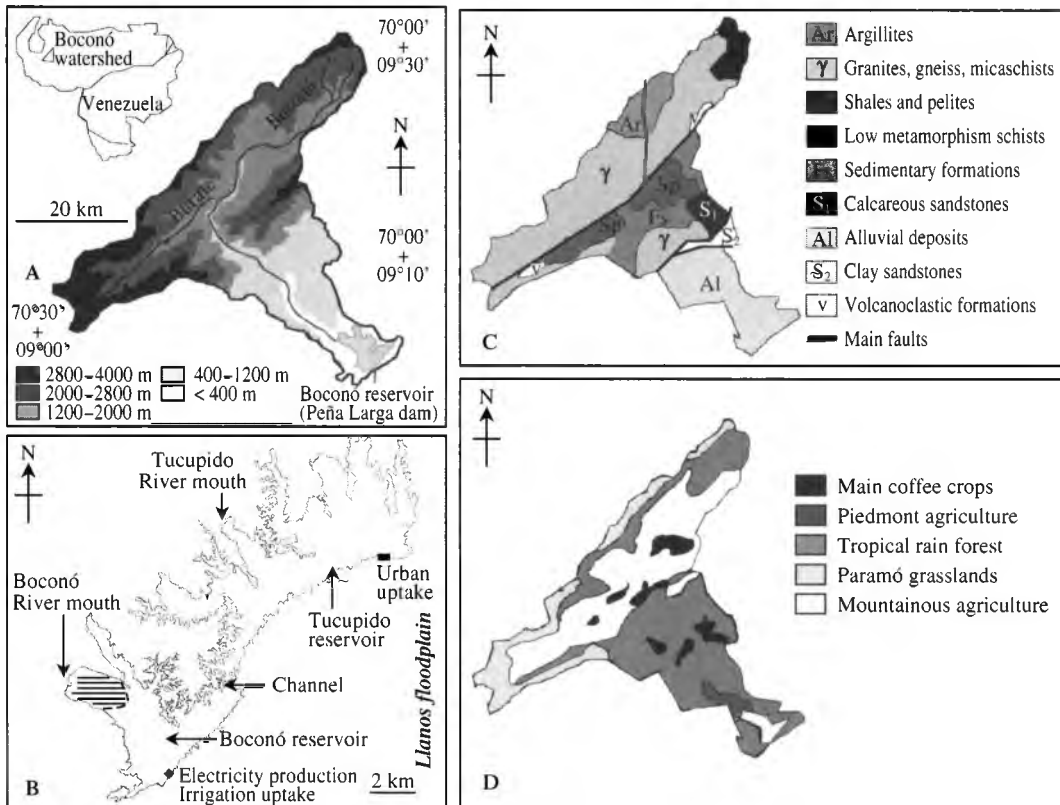 Boconó
watershed
Venezuela
70°00'
+
09°30'
N
Burate
20 km
70°00'
+
09°10'
A
70°30'
+
09°00'
2800–4000 m
2000–2800 m
1200–2000 m
400–1200 m
< 400 m
Boconó reservoir
(Peña Larga dam)
N
Tucupido
River mouth
Boconó
River mouth
Urban
uptake
Tucupido
reservoir
Channel
Boconó reservoir
Electricity production
Irrigation uptake
2 km
Llanos floodplain
B
N
Ar
γ
v
S₁
S₂
γ
v
Al
C
Ar Argillites
γ Granites, gneiss, micaschists
Shales and pelites
Low metamorphism schists
Sedimentary formations
S₁ Calcareous sandstones
Al Alluvial deposits
S₂ Clay sandstones
v Volcanoclastic formations
Main faults
N
Main coffee crops
Piedmont agriculture
Tropical rain forest
Paramó grasslands
Mountainous agriculture
D